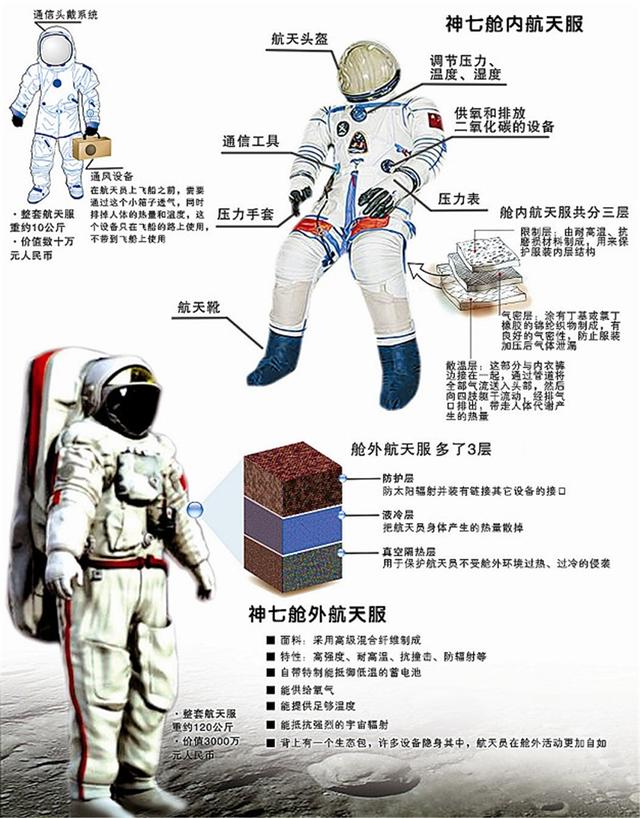 通信头戴系统
神七舱内航天服
航天头盔
调节压力、
温度、湿度
供氧和排放
二氧化碳的设备
通信工具
通风设备
在航天员上飞船之前，需要
通过这个小箱子透气，同时
排掉人体的热量和温度，这
个设备只在飞船的路上使用，
不带到飞船上使用
·整套航天服
重约10公斤
·价值数十万
元人民币
压力手套
压力表
舱内航天服共分三层
限制层：由耐高温、抗
磨损材料制成，用来保
护服装内层结构
气密层：涂有丁基或氯丁
橡胶的锦纶织物制成，有
良好的气密性，防止服装
加压后气体泄漏
航天靴
散温层：这部分与内衣裤
边接在一起，通过管道将
全部气流送入头部，然后
向四肢躯干流动，经排气
口排出，带走人体代谢产
生的热量
舱外航天服 多了3层
防护层
防太阳辐射并装有链接其它设备的接口
液冷层
把航天员身体产生的热量散掉
真空隔热层
用于保护航天员不受舱外环境过热、过冷的侵袭
神七舱外航天服
■ 面料：采用高级混合纤维制成
■ 特性：高强度、耐高温、抗撞击、防辐射等
■ 自带特制能抵御低温的蓄电池
■ 能供给氧气
■ 能提供足够温度
■ 能抵抗强烈的宇宙辐射
■ 背上有一个生态包，许多设备隐身其中，航天员在舱外活动更加自如
·整套航天服
重约120公斤
·价值3000万
元人民币